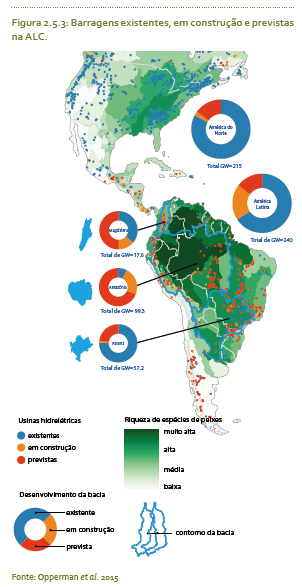 Figura 2.5.3: Barragens existentes, em construção e previstas
na ALC.
América do
Norte
Total GW=215
América
Latina
Total de GW=240
Magdalena
Total de GW=17.6
Amazônia
Total de GW= 99.3
Paraná
Total de GW=57.2
Usinas hidrelétricas
existentes
em construção
previstas
Riqueza de espécies de peixes
muito alta
alta
média
baixa
Desenvolvimento da bacia
existente
em construção
prevista
contorno da bacia
Fonte: Opperman et al. 2015